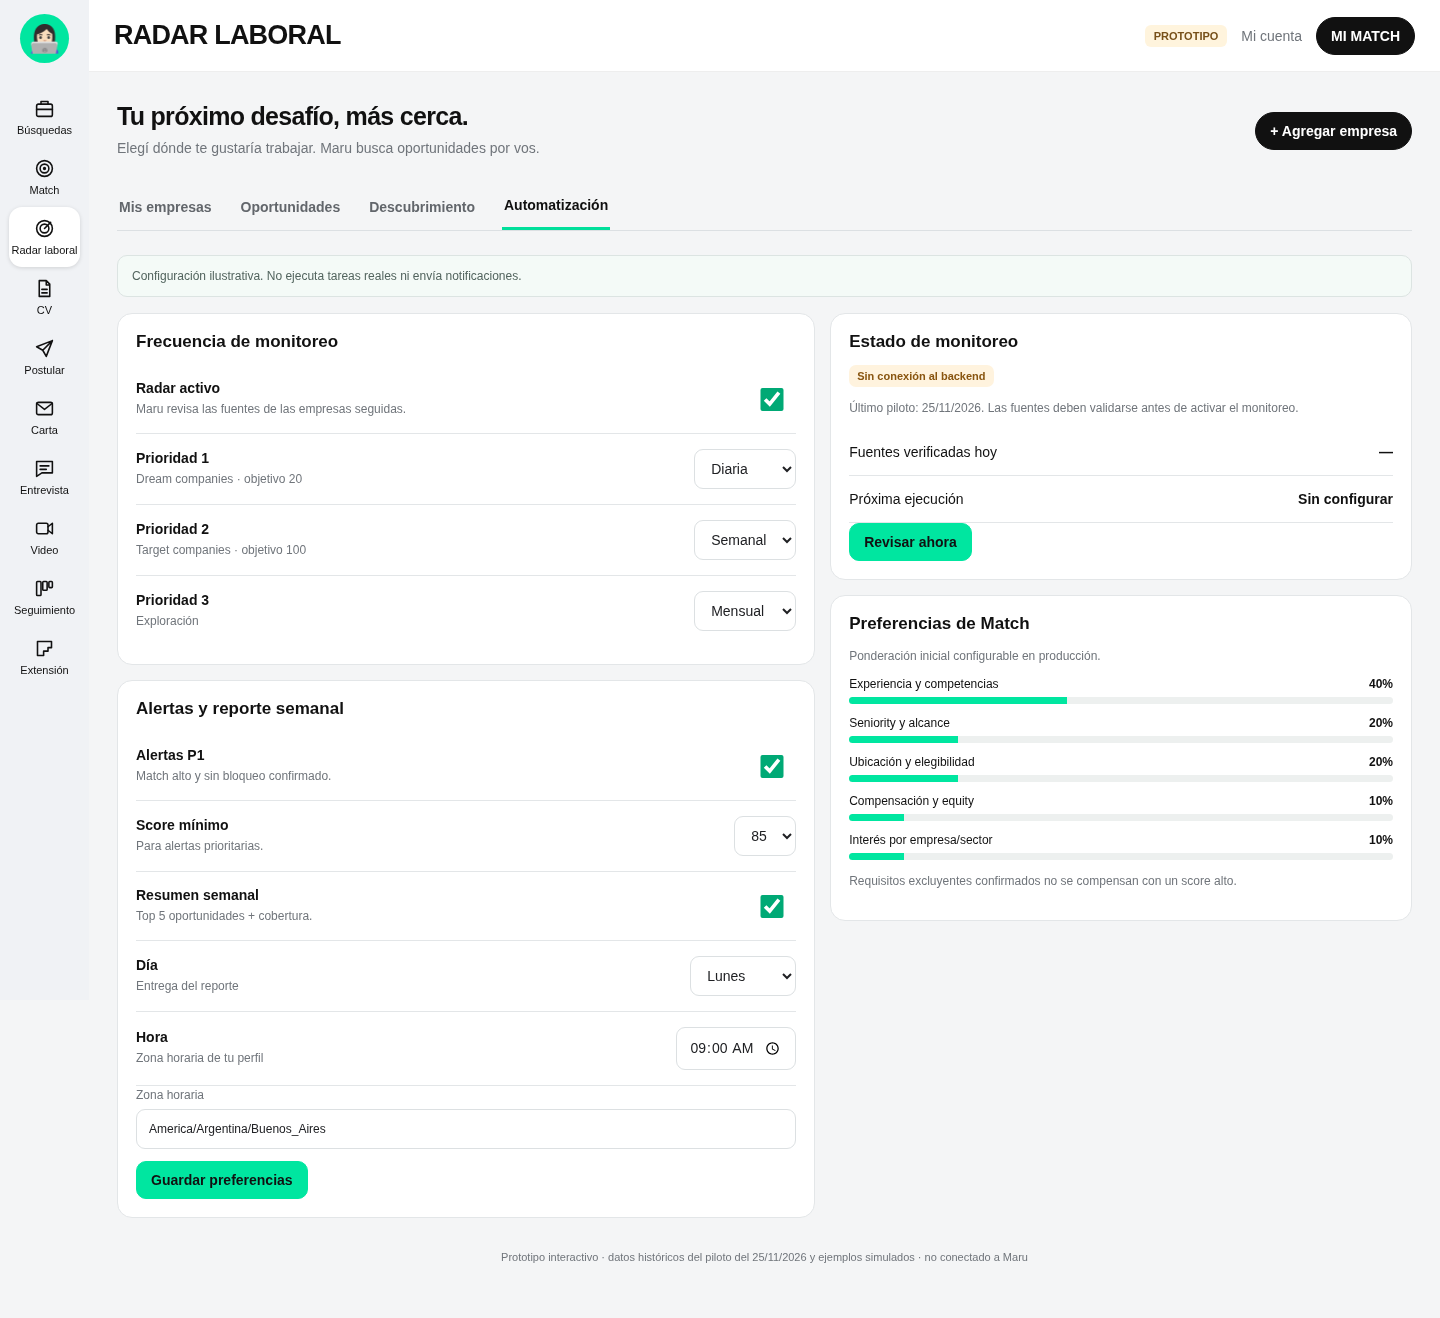 RADAR LABORAL
PROTOTIPO
Mi cuenta
MI MATCH
Búsquedas
Match
Radar laboral
CV
Postular
Carta
Entrevista
Video
Seguimiento
Extensión
Tu próximo desafío, más cerca.
Elegí dónde te gustaría trabajar. Maru busca oportunidades por vos.
+ Agregar empresa
Mis empresas
Oportunidades
Descubrimiento
Automatización
Configuración ilustrativa. No ejecuta tareas reales ni envía notificaciones.
Frecuencia de monitoreo
Radar activo
Maru revisa las fuentes de las empresas seguidas.
Prioridad 1
Dream companies · objetivo 20
Diaria
Prioridad 2
Target companies · objetivo 100
Semanal
Prioridad 3
Exploración
Mensual
Alertas y reporte semanal
Alertas P1
Match alto y sin bloqueo confirmado.
Score mínimo
Para alertas prioritarias.
85
Resumen semanal
Top 5 oportunidades + cobertura.
Día
Entrega del reporte
Lunes
Hora
Zona horaria de tu perfil
09:00 AM
Zona horaria
America/Argentina/Buenos_Aires
Guardar preferencias
Estado de monitoreo
Sin conexión al backend
Último piloto: 25/11/2026. Las fuentes deben validarse antes de activar el monitoreo.
Fuentes verificadas hoy —
Próxima ejecución Sin configurar
Revisar ahora
Preferencias de Match
Ponderación inicial configurable en producción.
Experiencia y competencias 40%
Seniority y alcance 20%
Ubicación y elegibilidad 20%
Compensación y equity 10%
Interés por empresa/sector 10%
Requisitos excluyentes confirmados no se compensan con un score alto.
Prototipo interactivo · datos históricos del piloto del 25/11/2026 y ejemplos simulados · no conectado a Maru